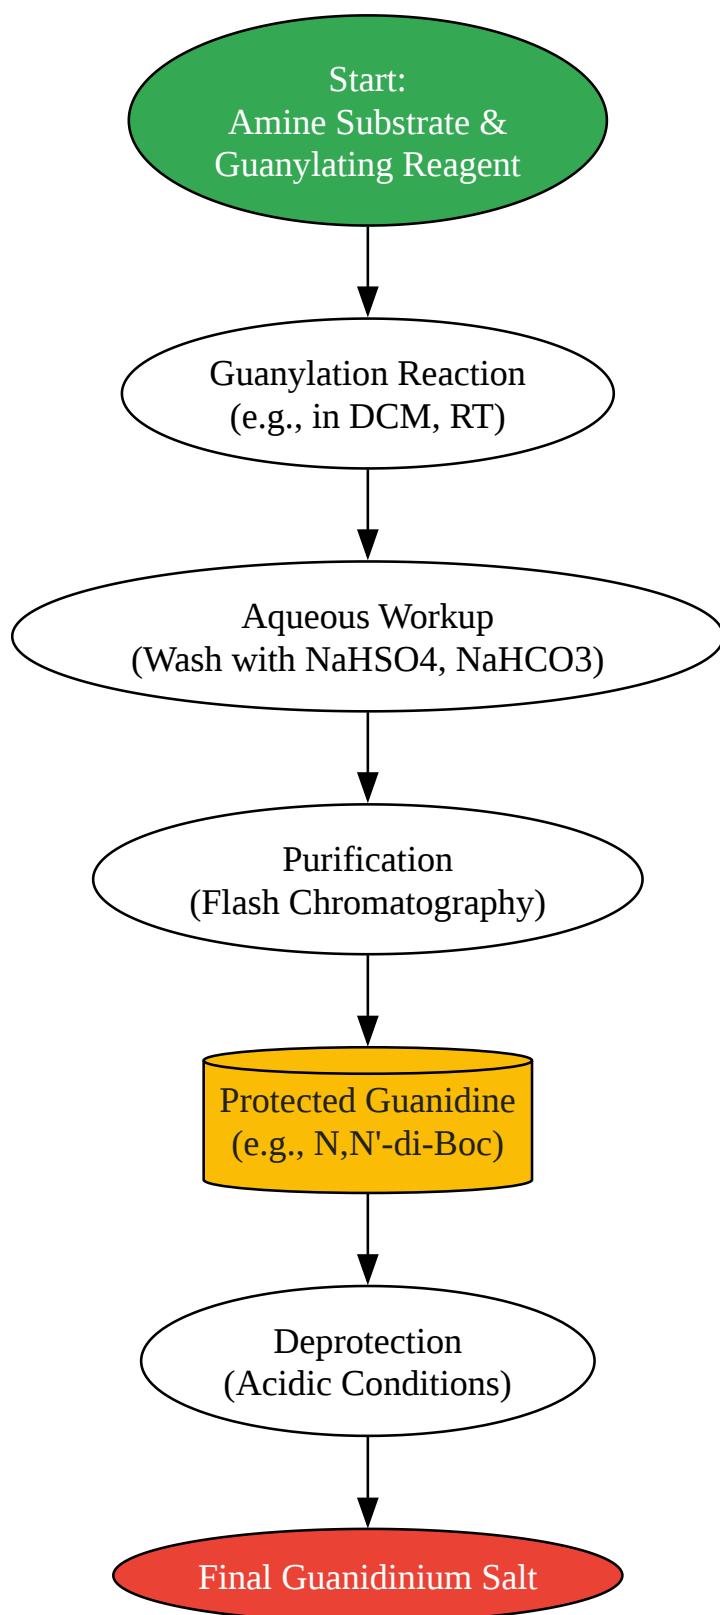 Start:
Amine Substrate &
Guanylating Reagent
Guanylation Reaction
(e.g., in DCM, RT)
Aqueous Workup
(Wash with NaHSO4, NaHCO3)
Purification
(Flash Chromatography)
Protected Guanidine
(e.g., N,N'-di-Boc)
Deprotection
(Acidic Conditions)
Final Guanidinium Salt